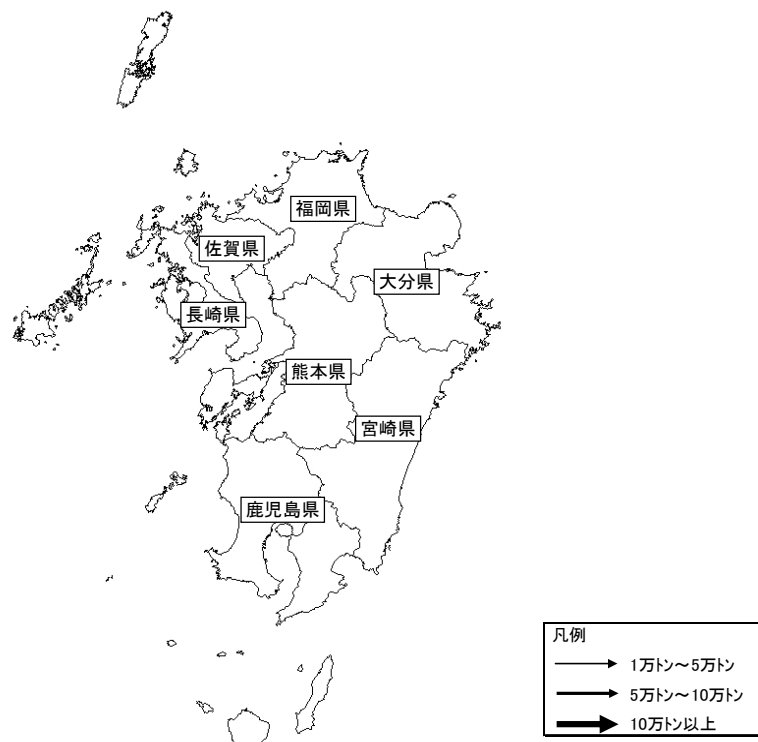 福岡県
佐賀県
大分県
長崎県
熊本県
宮崎県
鹿児島県
凡例
1万トン～5万トン
5万トン～10万トン
10万トン以上